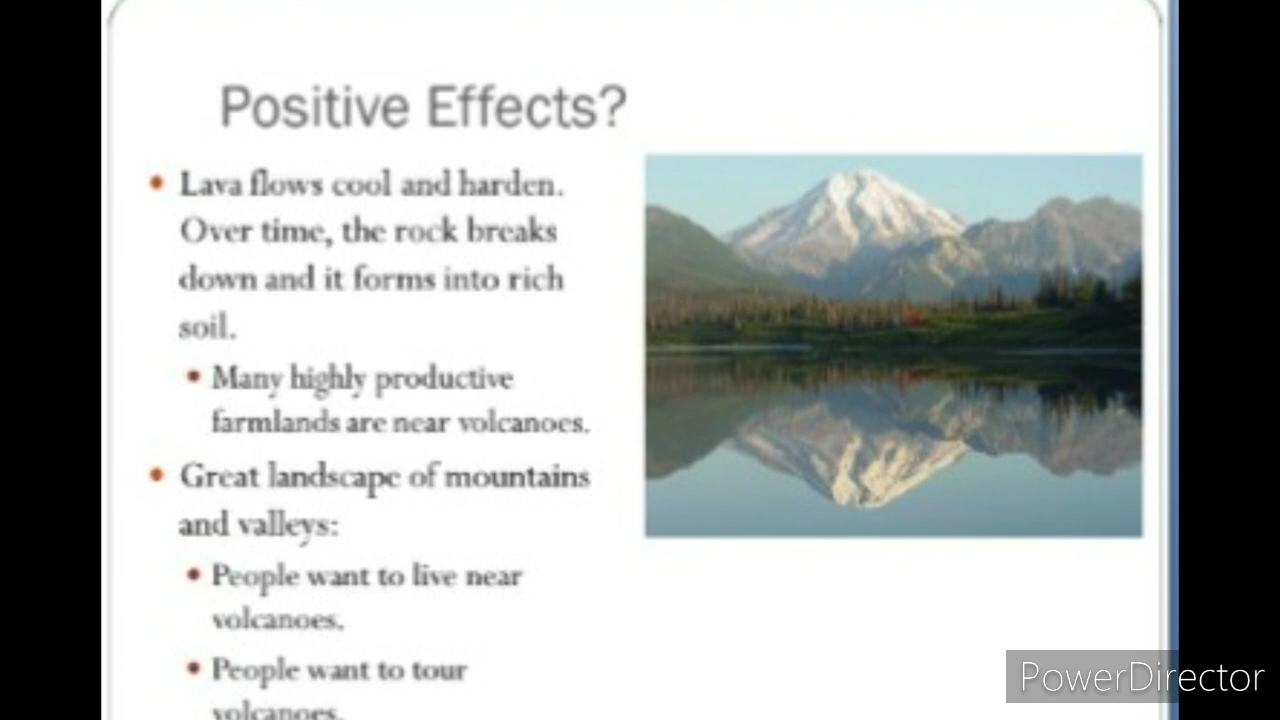 Positive Effects?
• Lava flows cool and harden.
Over time, the rock breaks
down and it forms into rich
soil.
• Many highly productive
farmlands are near volcanoes.
• Great landscape of mountains
and valleys:
• People want to live near
volcanoes.
• People want to tour
volcanoes.
PowerDirector